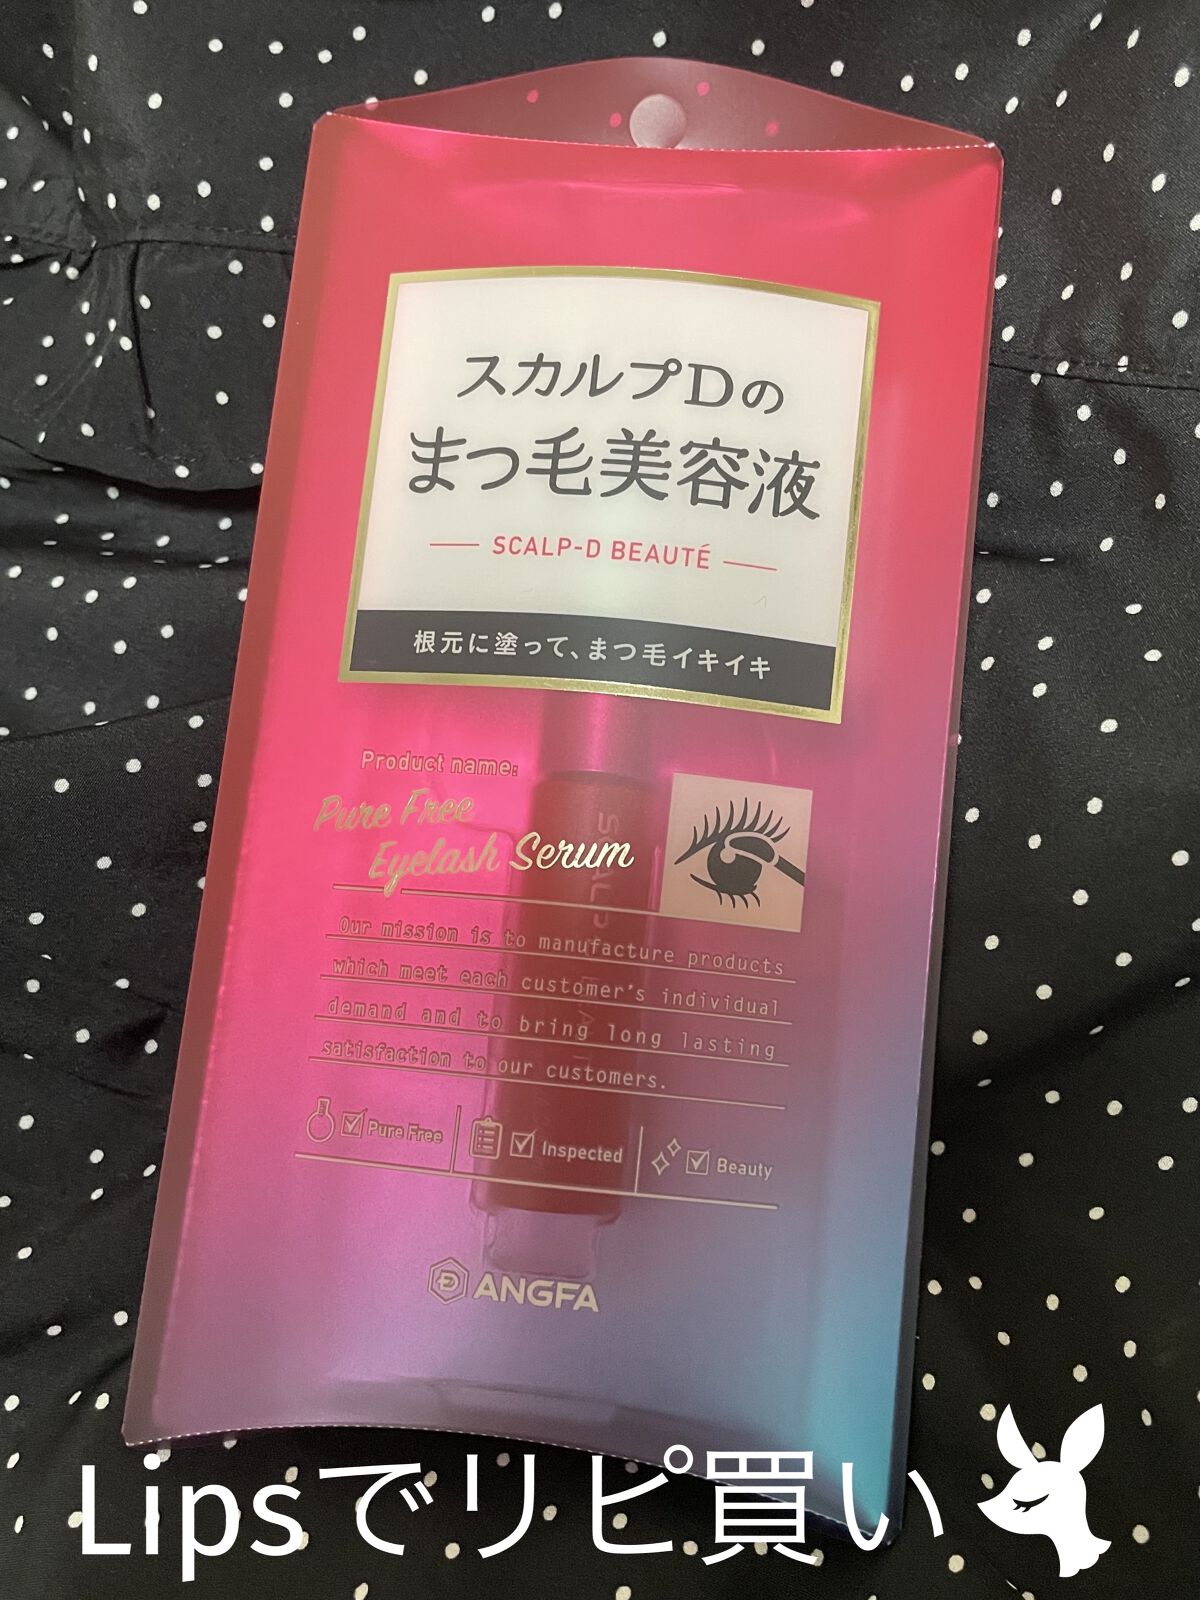 スカルプDの
まつ毛美容液
SCALP-D BEAUTÉ
根元に塗って、まつ毛イキイキ
Product name:
Pure Free
Eyelash Serum
SCALP
Our mission is to manufacture products
which meet each customer's individual
demand and to bring long lasting
satisfaction to our customers.
Pure Free
Inspected
Beauty
ANGFA
Lipsでリピ買い